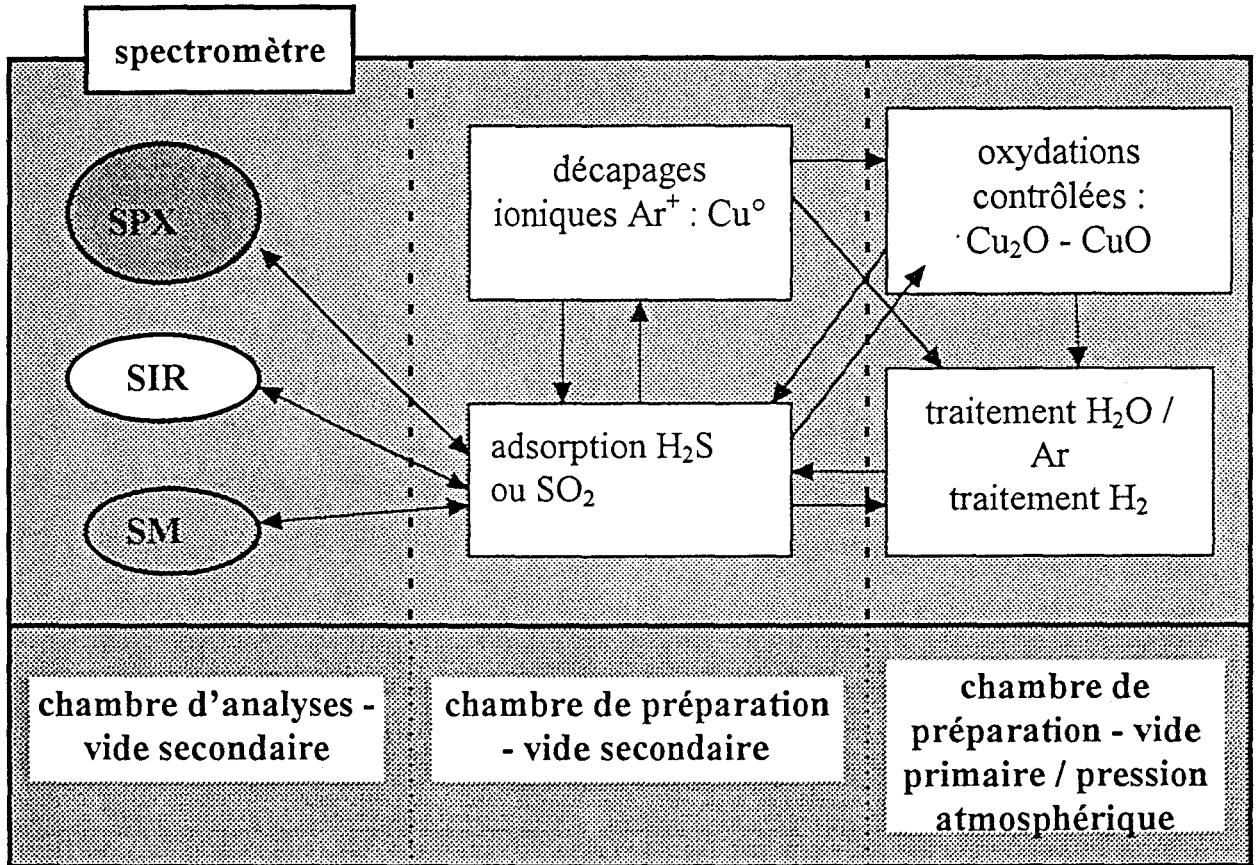 spectromètre
SPX
SIR
SM
décapages
ioniques Ar⁺ : Cu°
adsorption H₂S
ou SO₂
oxydations
contrôlées :
Cu₂O - CuO
traitement H₂O /
Ar
traitement H₂
chambre d'analyses -
vide secondaire
chambre de préparation
- vide secondaire
chambre de
préparation - vide
primaire / pression
atmosphérique